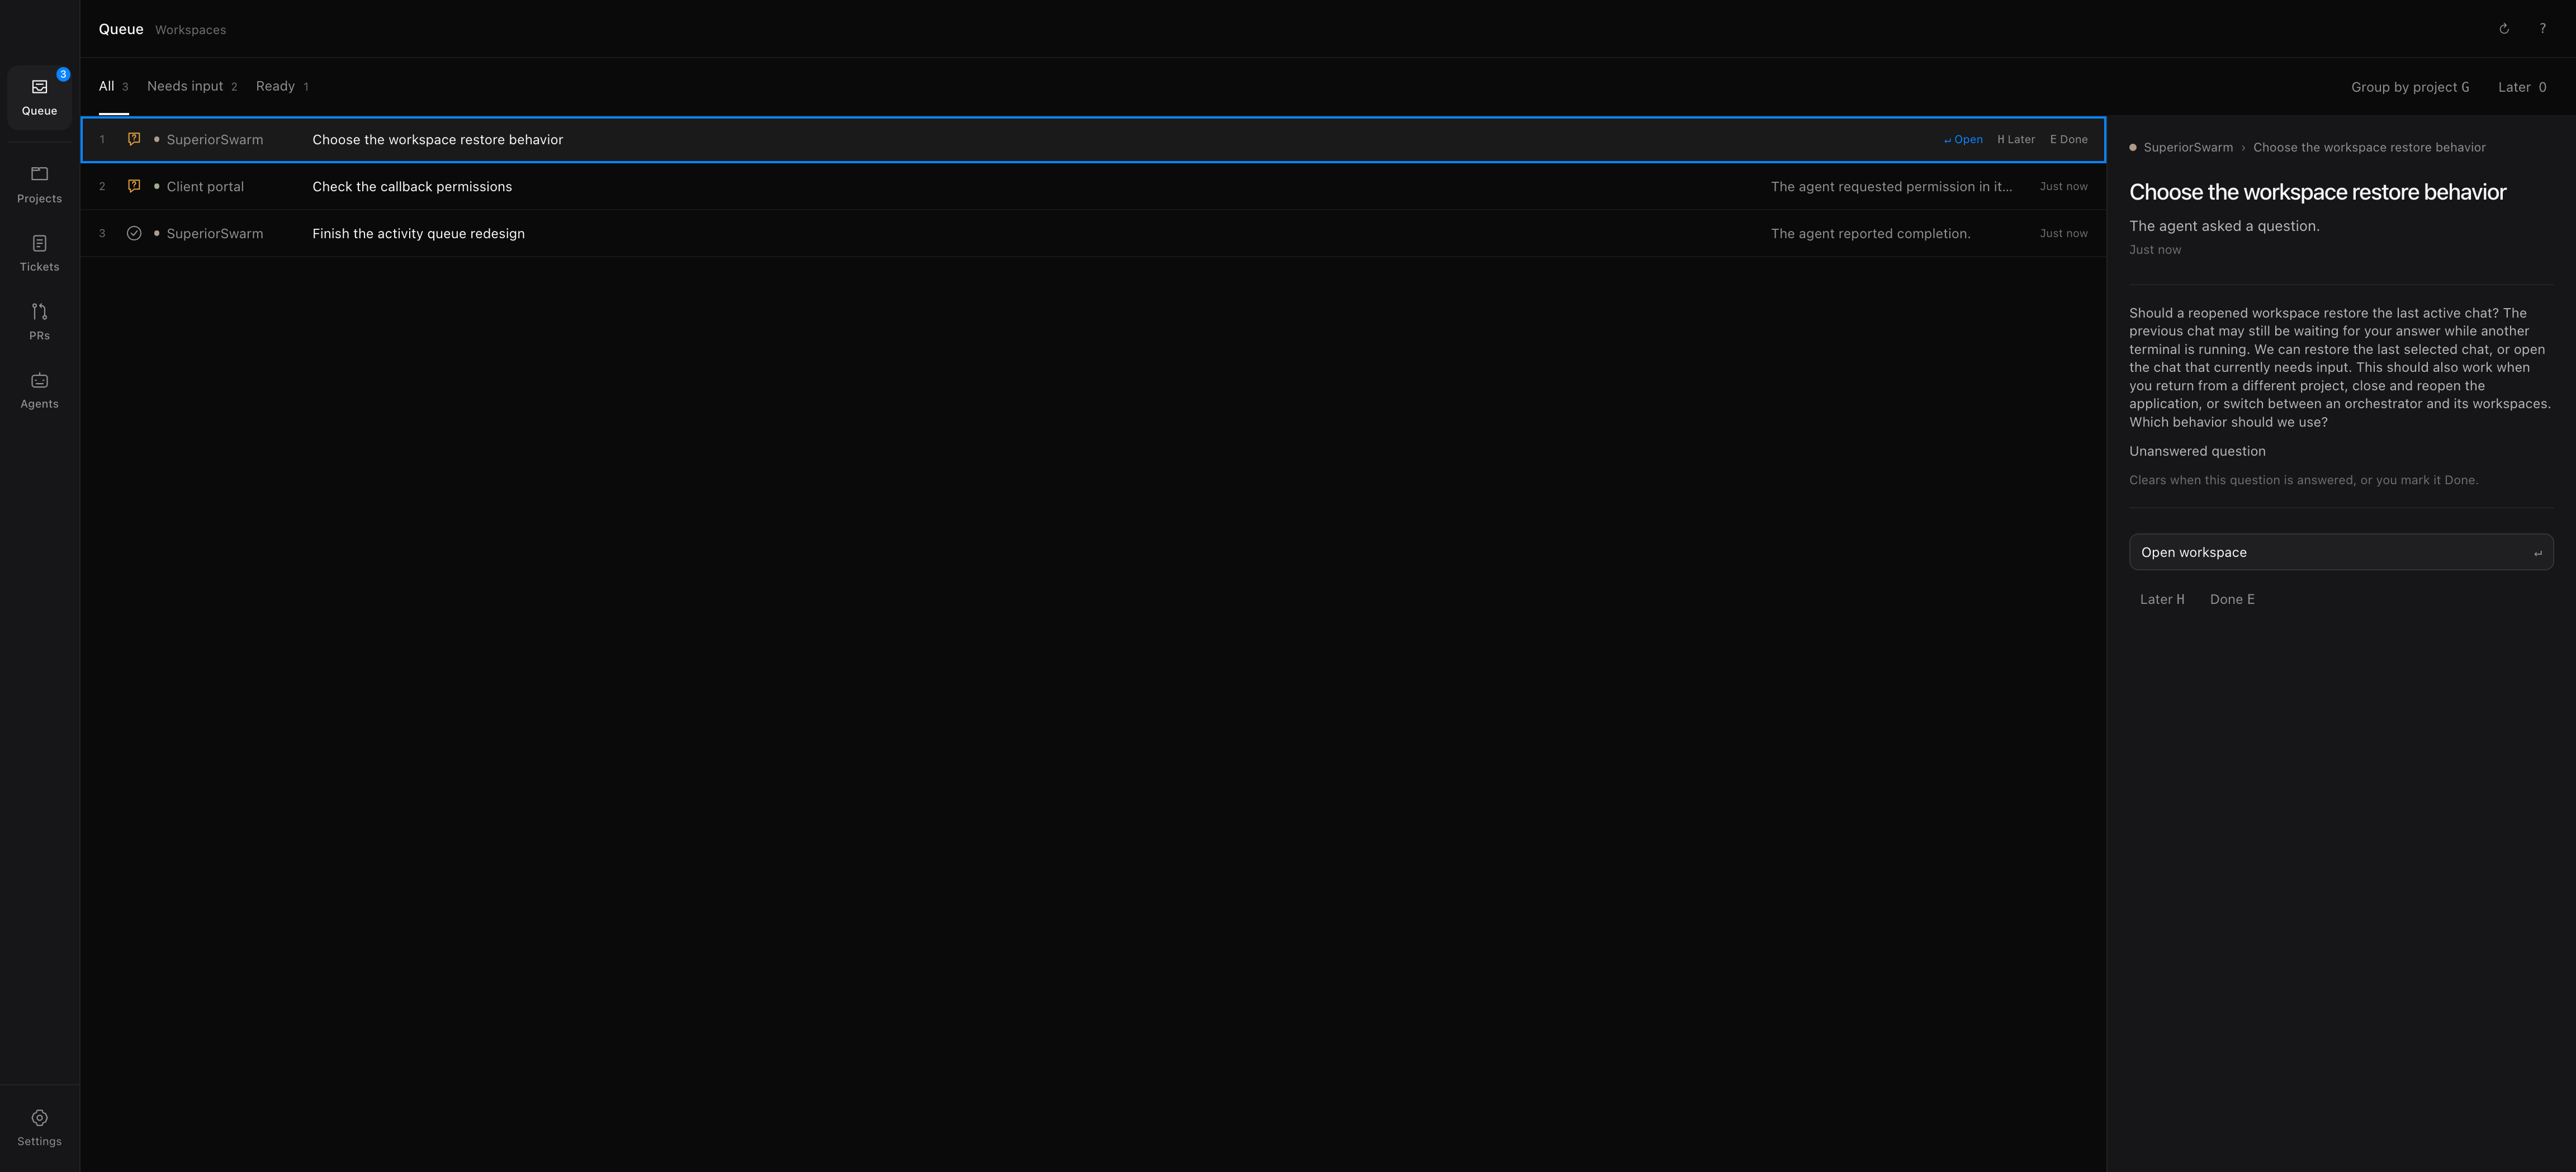 Queue Workspaces
?
3
Queue
Projects
Tickets
PRs
Agents
Settings
All 3 Needs input 2 Ready 1
Group by project G Later 0
1 SuperiorSwarm Choose the workspace restore behavior ↵ Open H Later E Done
2 Client portal Check the callback permissions The agent requested permission in it... Just now
3 SuperiorSwarm Finish the activity queue redesign The agent reported completion. Just now
SuperiorSwarm › Choose the workspace restore behavior
Choose the workspace restore behavior
The agent asked a question.
Just now
Should a reopened workspace restore the last active chat? The
previous chat may still be waiting for your answer while another
terminal is running. We can restore the last selected chat, or open
the chat that currently needs input. This should also work when
you return from a different project, close and reopen the
application, or switch between an orchestrator and its workspaces.
Which behavior should we use?
Unanswered question
Clears when this question is answered, or you mark it Done.
Open workspace ↵
Later H Done E